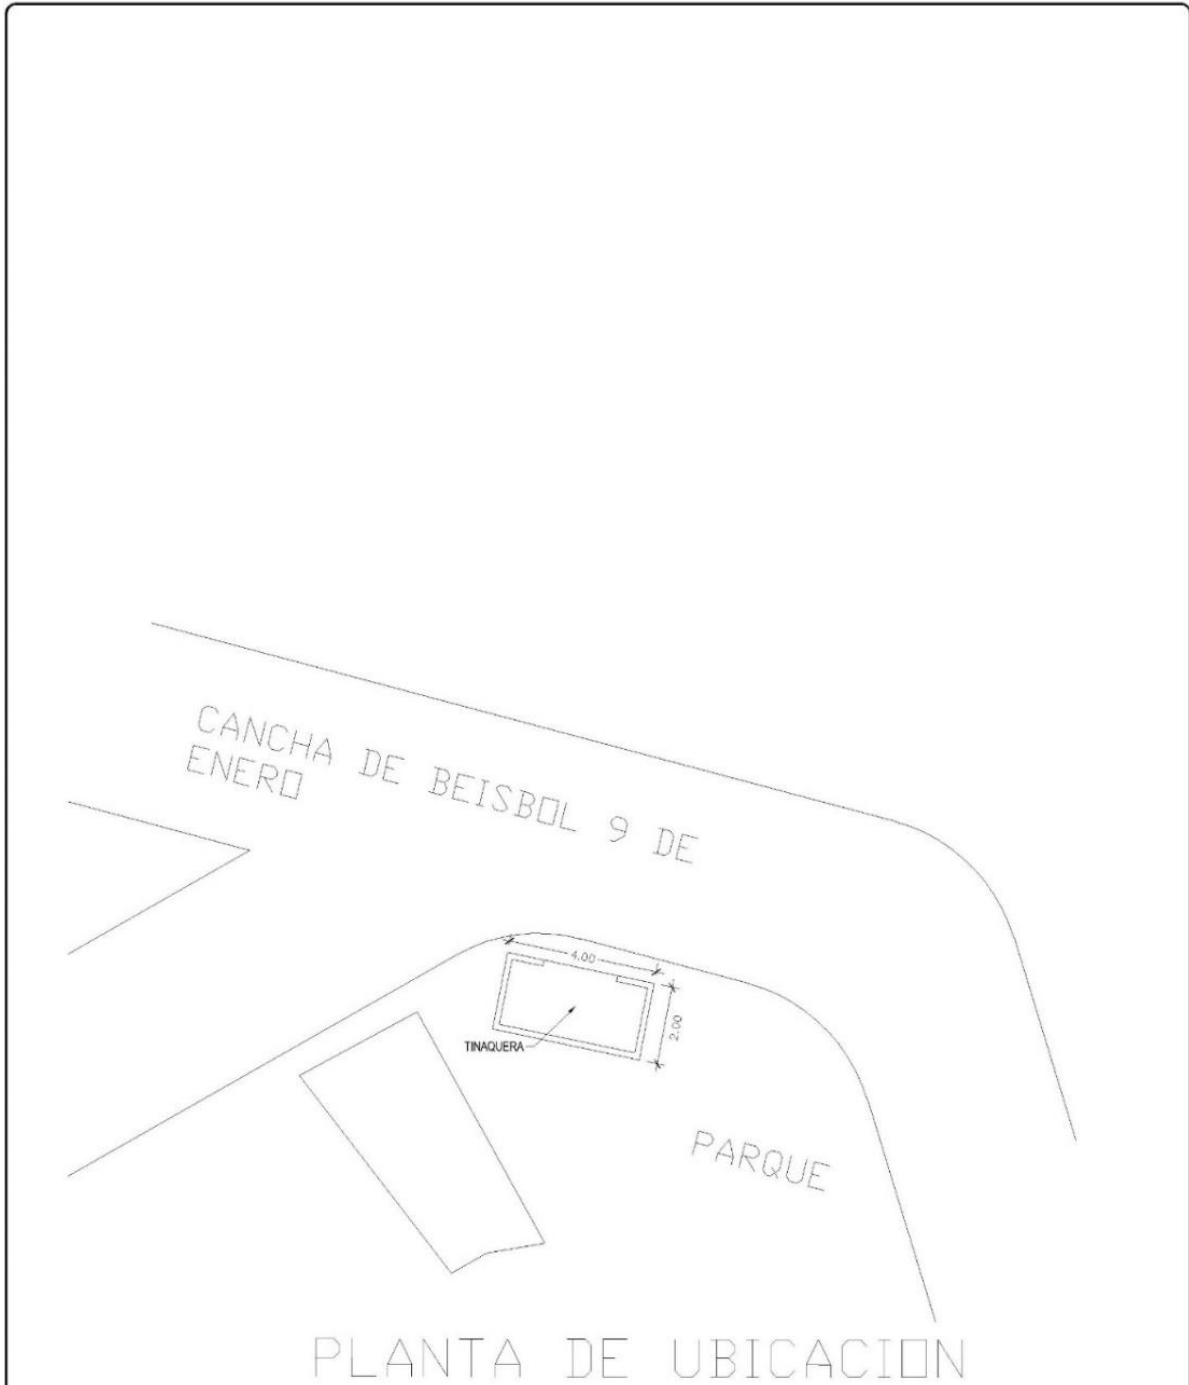 CANCHA DE BEISBOL 9 DE
ENERO
4.00
2.00
TINAQUERA
PARQUE
PLANTA DE UBICACION